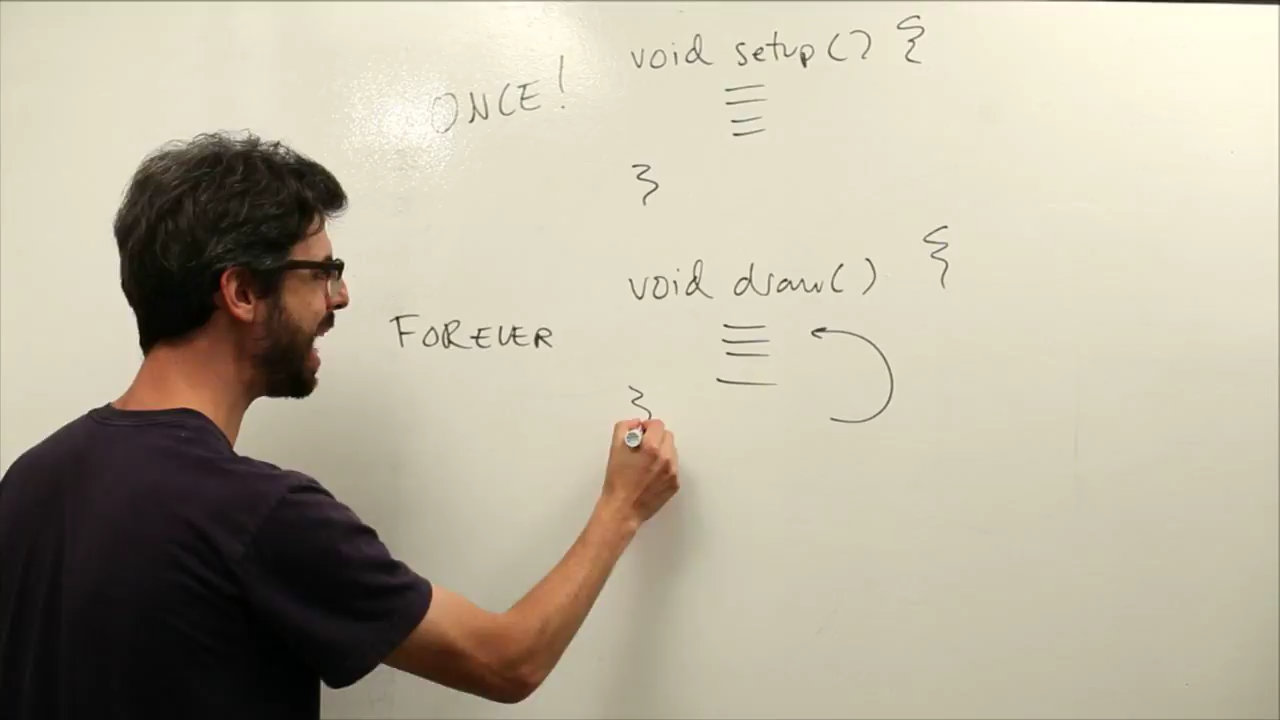 void setup() {
ONCE!
}
void draw() {
FOREVER
}